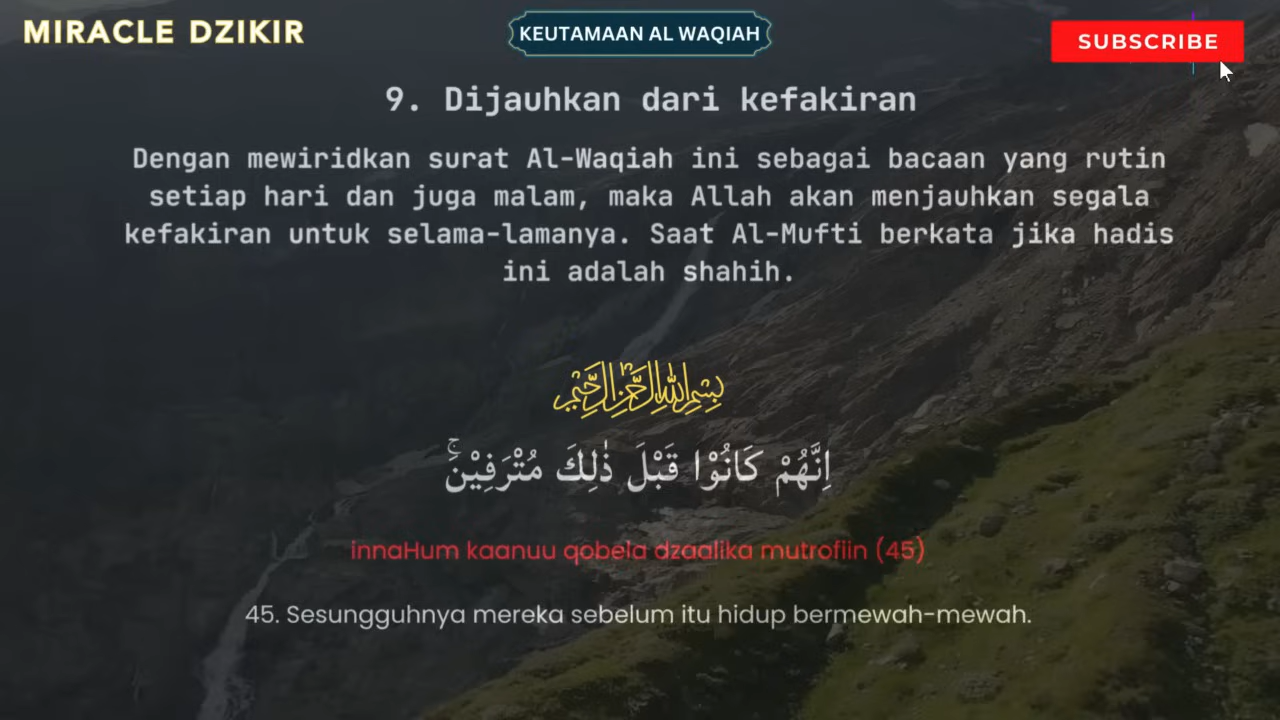 MIRACLE DZIKIR
KEUTAMAAN AL WAQIAH
SUBSCRIBE
9. Dijauhkan dari kefakiran
Dengan mewiridkan surat Al-Waqiah ini sebagai bacaan yang rutin
setiap hari dan juga malam, maka Allah akan menjauhkan segala
kefakiran untuk selama-lamanya. Saat Al-Mufti berkata jika hadis
ini adalah shahih.
بِسْمِ اللهِ الرَّحْمٰنِ الرَّحِيْمِ
اِنَّهُمْ كَانُوْا قَبْلَ ذٰلِكَ مُتْرَفِيْنَۚ
innaHum kaanuu qobela dzaalika mutrofiin (45)
45. Sesungguhnya mereka sebelum itu hidup bermewah-mewah.